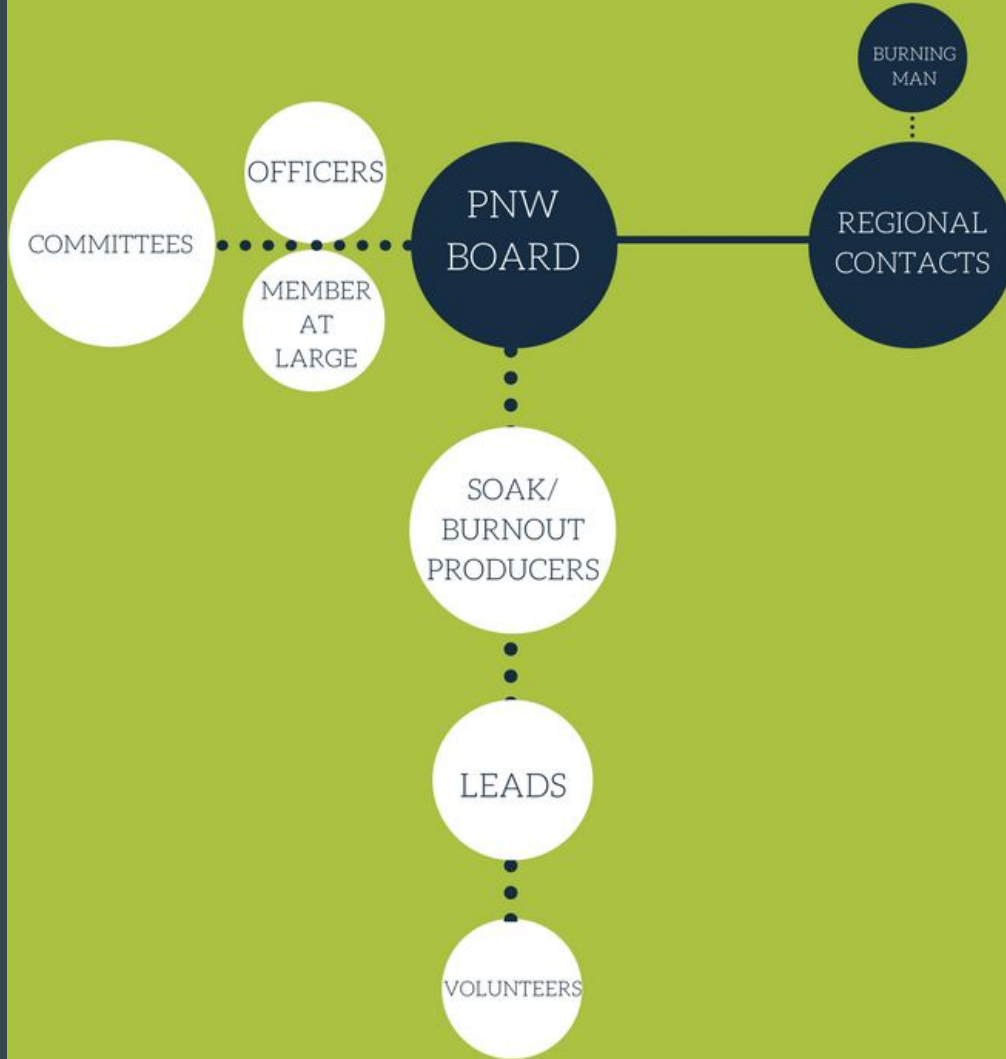 BURNING
MAN
OFFICERS
COMMITTEES
MEMBER
AT
LARGE
PNW
BOARD
REGIONAL
CONTACTS
SOAK/
BURNOUT
PRODUCERS
LEADS
VOLUNTEERS